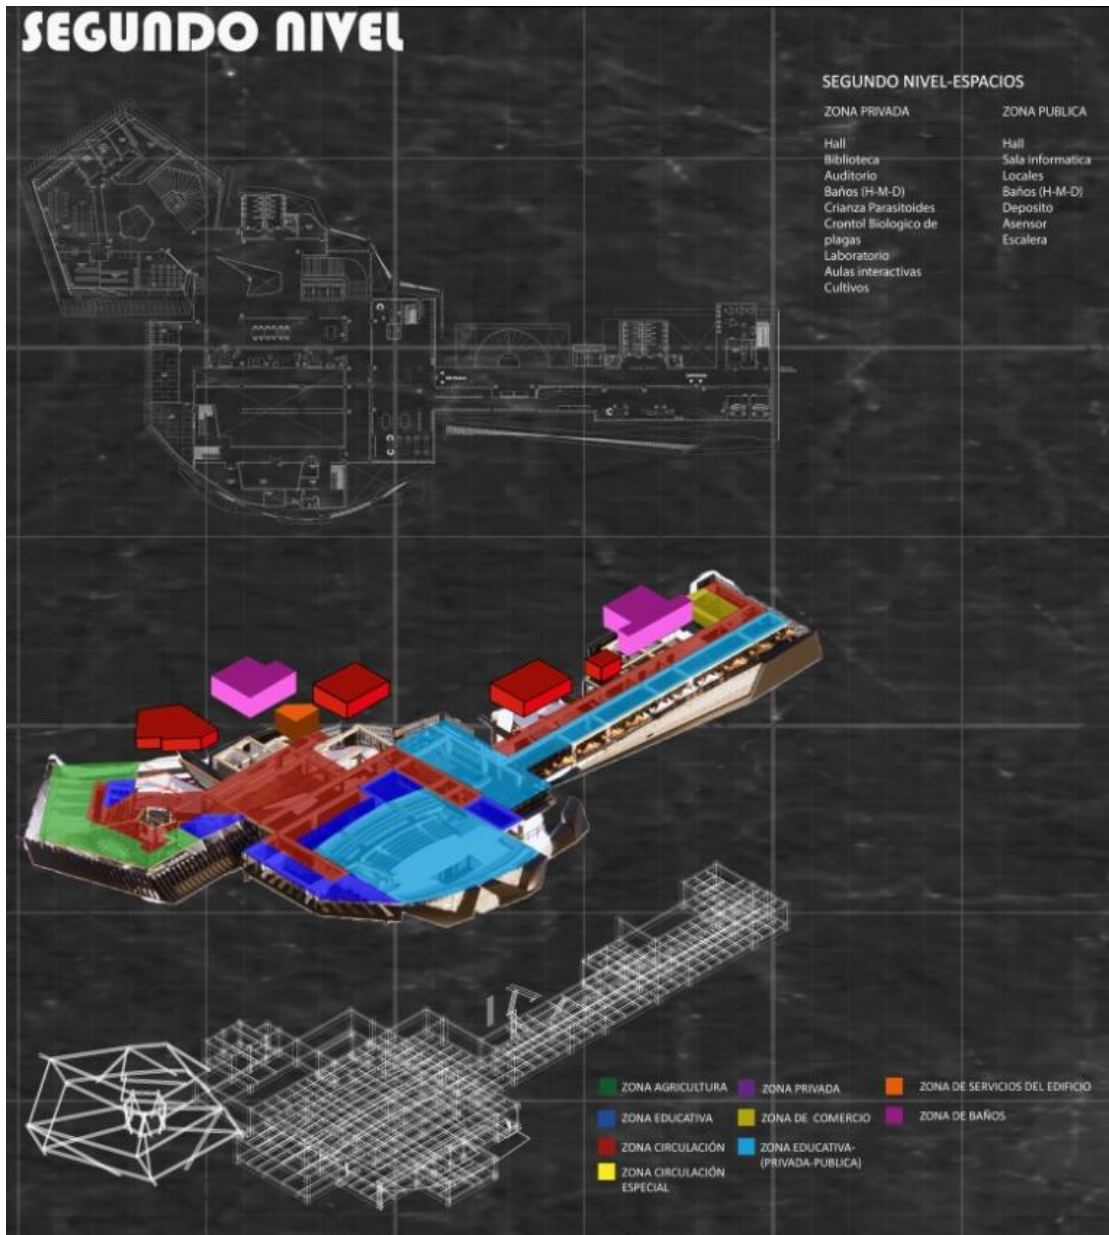 SEGUNDO NIVEL
SEGUNDO NIVEL-ESPACIOS
ZONA PRIVADA
Hall
Biblioteca
Auditorio
Baños (H-M-D)
Crianza Parasitoides
Crontol Biologico de
plagas
Laboratorio
Aulas interactivas
Cultivos
ZONA PUBLICA
Hall
Sala informatica
Locales
Baños (H-M-D)
Deposito
Asensor
Escalera
ZONA AGRICULTURA
ZONA EDUCATIVA
ZONA CIRCULACIÓN
ZONA CIRCULACIÓN
ESPECIAL
ZONA PRIVADA
ZONA DE COMERCIO
ZONA EDUCATIVA-
(PRIVADA-PUBLICA)
ZONA DE SERVICIOS DEL EDIFICIO
ZONA DE BAÑOS